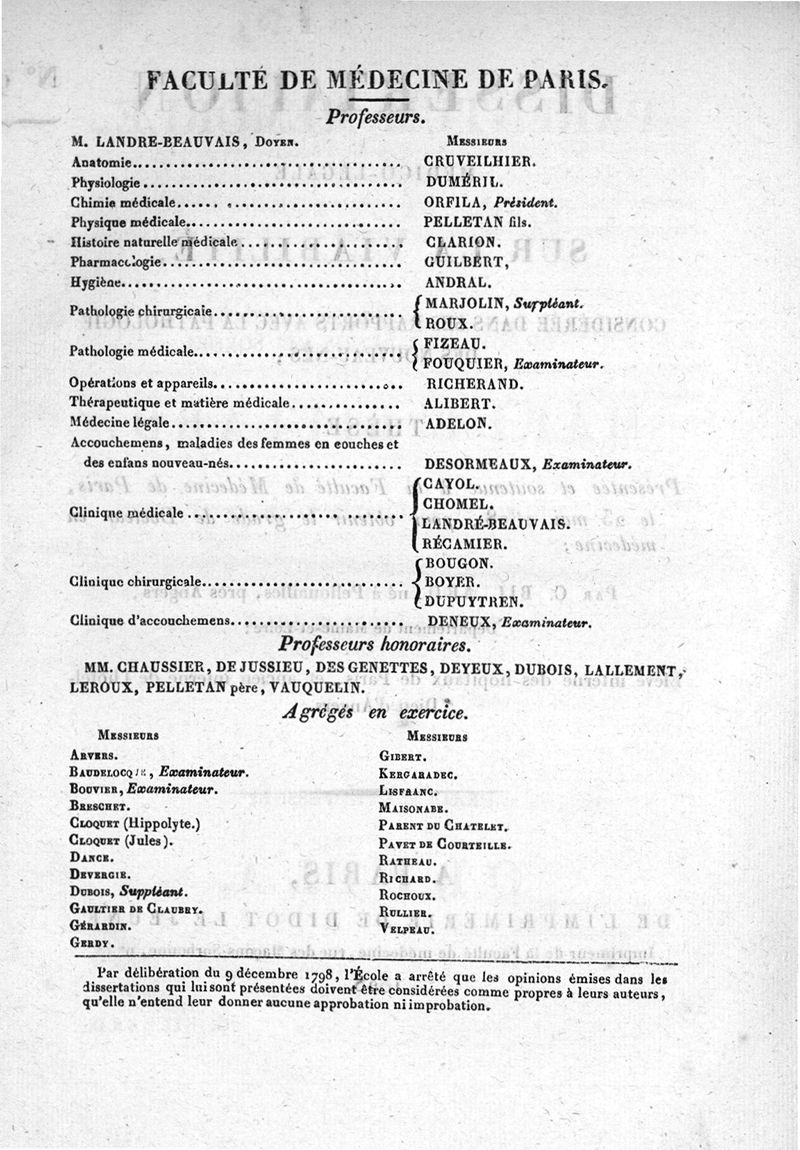 FACULTÉ DE MÉDECINE DE PARIS.
Professeurs.
M. LANDRE-BEAUVAIS, DOYEN. MESSIEURS
Anatomie........ CRUVEILHIER.
Physiologie........ DUMÉRIL.
Chimie médicale........ ORFILA, Président.
Physique médicale........ PELLETAN fils.
Histoire naturelle médicale........ CLARION.
Pharmacologie........ GUILBERT,
Hygiène........ ANDRAL.
Pathologie chirurgicale........ { MARJOLIN, Suppléant.
ROUX.
Pathologie médicale........ { FIZEAU.
FOUQUIER, Examinateur.
Opérations et appareils........ RICHERAND.
Thérapeutique et matière médicale........ ALIBERT.
Médecine légale........ ADELON.
Accouchemens, maladies des femmes en couches et
des enfans nouveau-nés........ DESORMEAUX, Examinateur.
Clinique médicale........ { CAYOL.
CHOMEL.
LANDRÉ-BEAUVAIS.
RÉCAMIER.
Clinique chirurgicale........ { BOUGON.
BOYER.
DUPUYTREN.
Clinique d'accouchemens........ DENEUX, Examinateur.
Professeurs honoraires.
MM. CHAUSSIER, DE JUSSIEU, DES GENETTES, DEYEUX, DUBOIS, LALLEMENT,
LEROUX, PELLETAN père, VAUQUELIN.
Agrégés en exercice.
MESSIEURS
ARVERS.
BAUDELOCQUE, Examinateur.
BOUVIER, Examinateur.
BRESCHET.
CLOQUET (Hippolyte.)
CLOQUET (Jules).
DANCE.
DEVERGIE.
DUBOIS, Suppléant.
GAULTIER DE CLAUBRY.
GÉRARDIN.
GERDY.
MESSIEURS
GIBERT.
KERGARADEC.
LISFRANC.
MAISONABE.
PARENT DU CHATELET.
PAVET DE COURTEILLE.
RATHEAU.
RICHARD.
ROCHOUX.
RULLIER.
VELPEAU.
Par délibération du 9 décembre 1798, l'École a arrêté que les opinions émises dans les
dissertations qui lui sont présentées doivent être considérées comme propres à leurs auteurs,
qu'elle n'entend leur donner aucune approbation ni improbation.